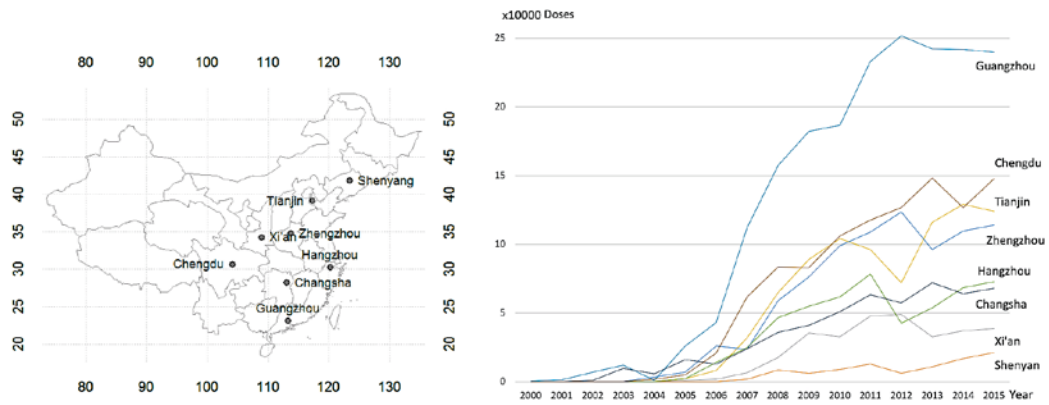 80 90 100 110 120 130
50
45
40
35
30
25
20
50
45
40
35
30
25
20
Shenyang
Tianjin
Xi'an
Zhengzhou
Hangzhou
Chengdu
Changsha
Guangzhou
80 90 100 110 120 130
x10000 Doses
25
20
15
10
5
0
Guangzhou
Chengdu
Tianjin
Zhengzhou
Hangzhou
Changsha
Xi'an
Shenyan
2000 2001 2002 2003 2004 2005 2006 2007 2008 2009 2010 2011 2012 2013 2014 2015 Year